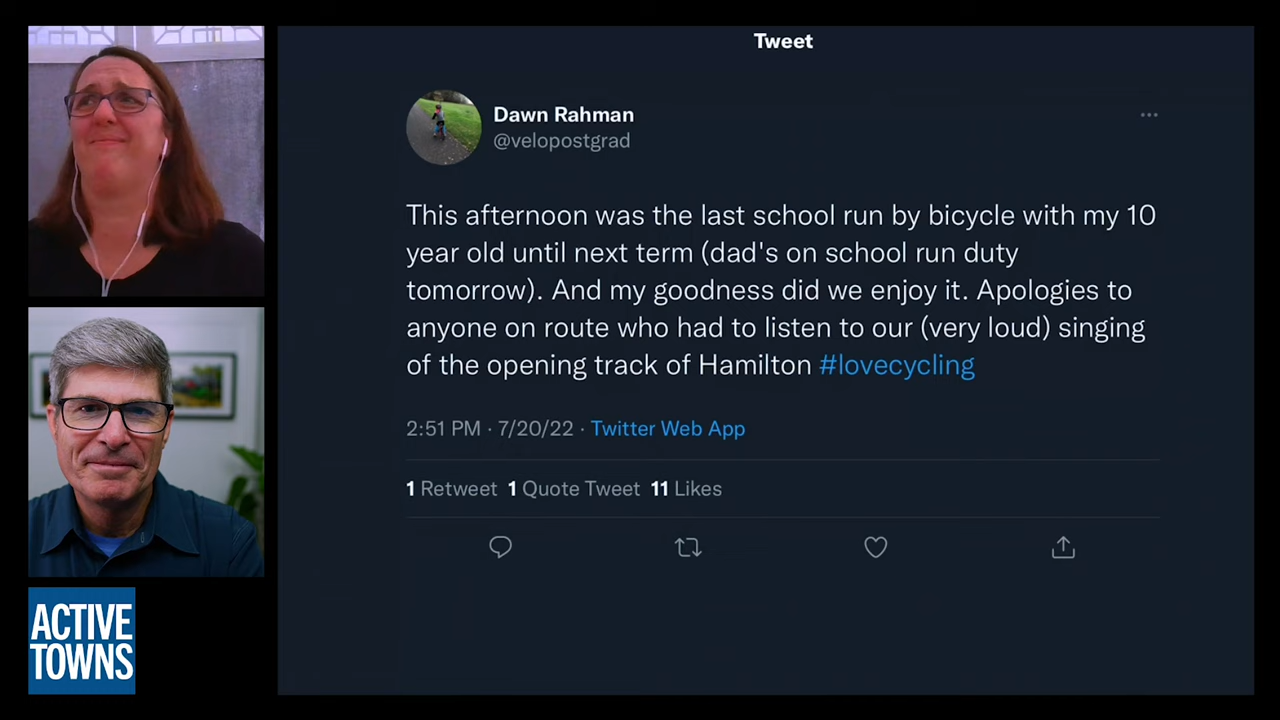 Tweet
Dawn Rahman
@velopostgrad
This afternoon was the last school run by bicycle with my 10
year old until next term (dad's on school run duty
tomorrow). And my goodness did we enjoy it. Apologies to
anyone on route who had to listen to our (very loud) singing
of the opening track of Hamilton #lovecycling
2:51 PM · 7/20/22 · Twitter Web App
1 Retweet 1 Quote Tweet 11 Likes
ACTIVE
TOWNS